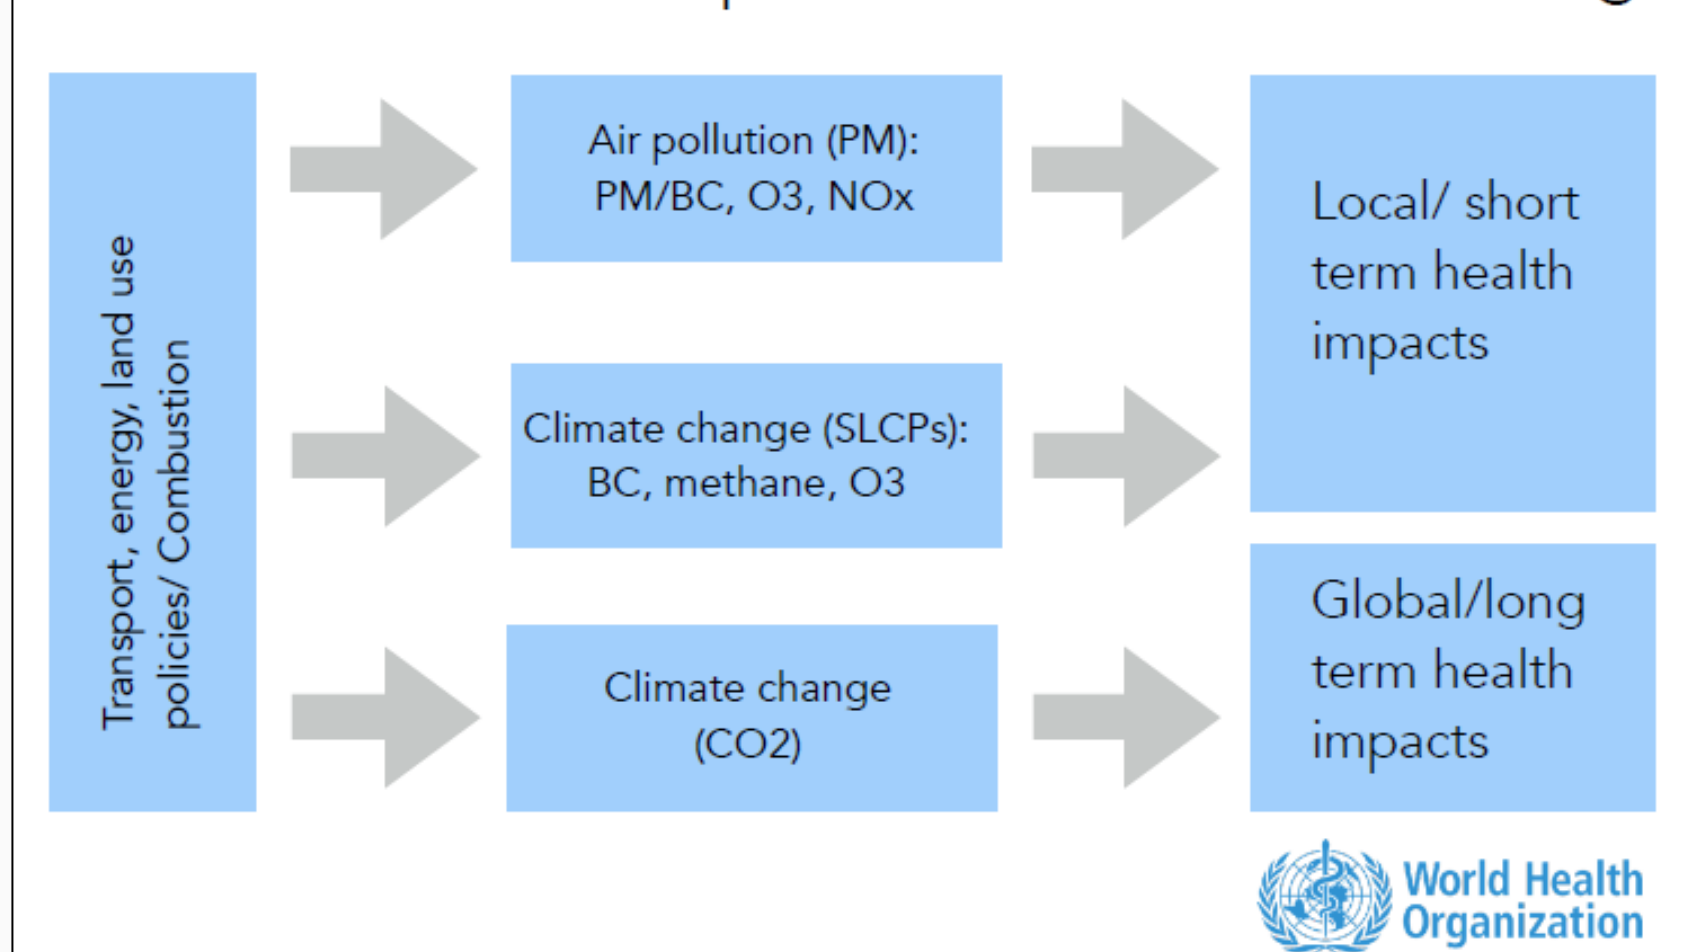 Transport, energy, land use
policies/ Combustion
Air pollution (PM):
PM/BC, O3, NOx
Climate change (SLCPs):
BC, methane, O3
Climate change
(CO2)
Local/ short
term health
impacts
Global/long
term health
impacts
World Health
Organization